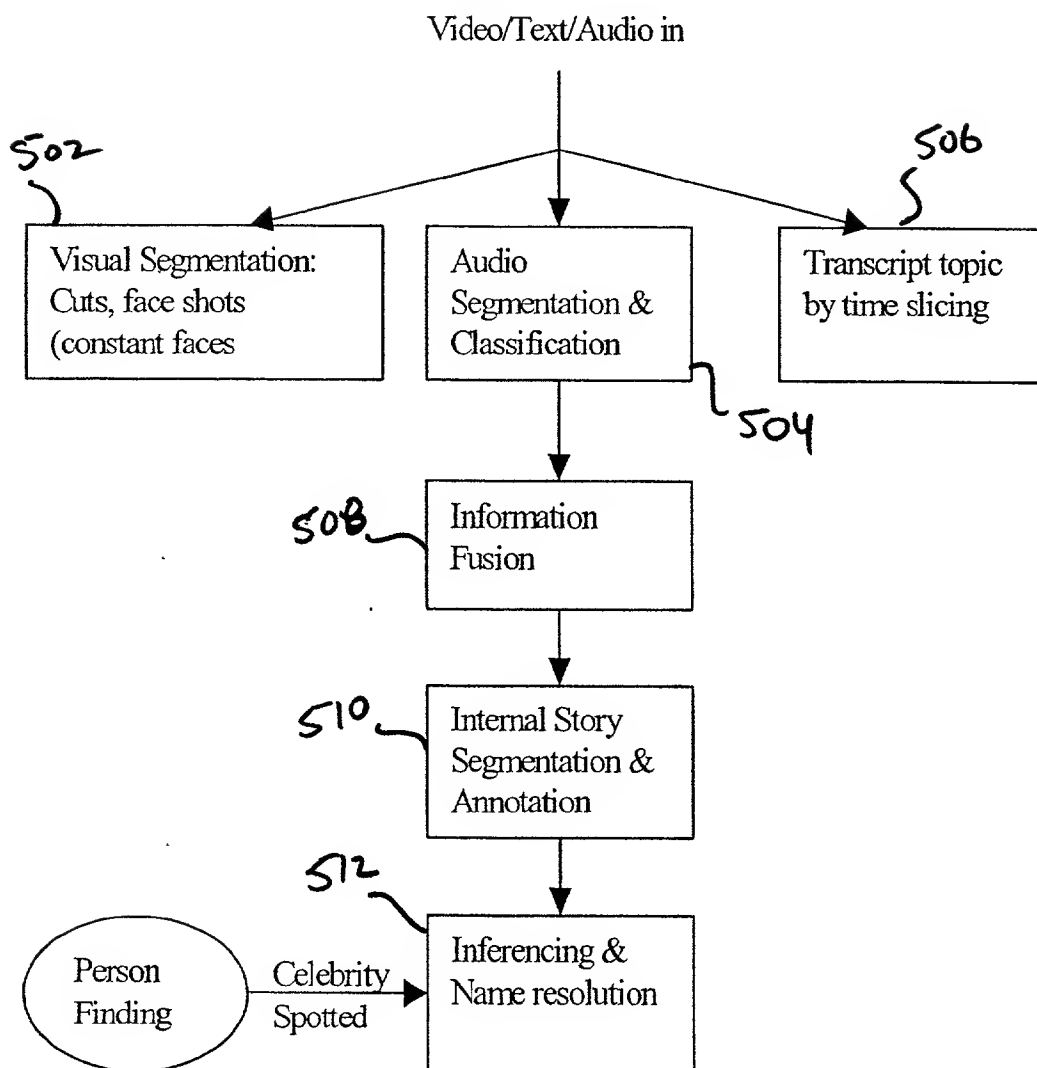 Video/Text/Audio in
502
506
Visual Segmentation:
Cuts, face shots
(constant faces
Audio
Segmentation &
Classification
Transcript topic
by time slicing
504
508
Information
Fusion
510
Internal Story
Segmentation &
Annotation
512
Person
Finding
Celebrity
Spotted
Inferencing &
Name resolution